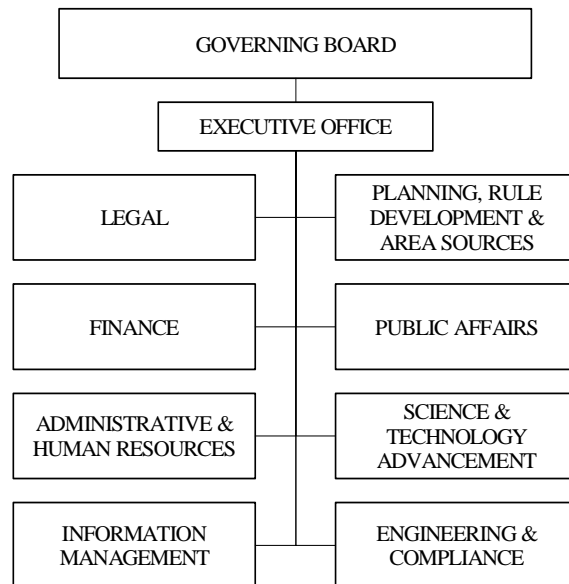 GOVERNING BOARD
EXECUTIVE OFFICE
LEGAL
PLANNING, RULE
DEVELOPMENT &
AREA SOURCES
FINANCE
PUBLIC AFFAIRS
ADMINISTRATIVE &
HUMAN RESOURCES
SCIENCE &
TECHNOLOGY
ADVANCEMENT
INFORMATION
MANAGEMENT
ENGINEERING &
COMPLIANCE